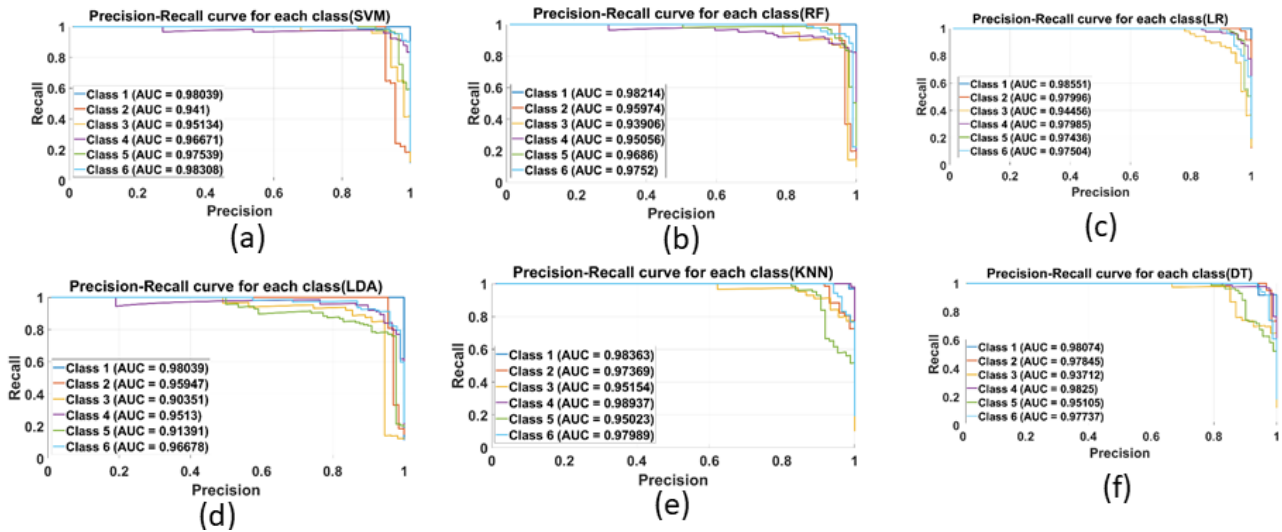 Precision-Recall curve for each class(SVM)
1
0.8
0.6
0.4
0.2
0
Recall
Class 1 (AUC = 0.98039)
Class 2 (AUC = 0.941)
Class 3 (AUC = 0.95134)
Class 4 (AUC = 0.96671)
Class 5 (AUC = 0.97539)
Class 6 (AUC = 0.98308)
0 0.2 0.4 0.6 0.8 1
Precision
(a)
Precision-Recall curve for each class(RF)
1
0.8
0.6
0.4
0.2
0
Recall
Class 1 (AUC = 0.98214)
Class 2 (AUC = 0.95974)
Class 3 (AUC = 0.93906)
Class 4 (AUC = 0.95056)
Class 5 (AUC = 0.9686)
Class 6 (AUC = 0.9752)
0 0.2 0.4 0.6 0.8 1
Precision
(b)
Precision-Recall curve for each class(LR)
1
0.8
0.6
0.4
0.2
0
Recall
Class 1 (AUC = 0.98551)
Class 2 (AUC = 0.97996)
Class 3 (AUC = 0.94456)
Class 4 (AUC = 0.97985)
Class 5 (AUC = 0.97436)
Class 6 (AUC = 0.97504)
0 0.2 0.4 0.6 0.8 1
Precision
(c)
Precision-Recall curve for each class(LDA)
1
0.8
0.6
0.4
0.2
0
Recall
Class 1 (AUC = 0.98039)
Class 2 (AUC = 0.95947)
Class 3 (AUC = 0.90351)
Class 4 (AUC = 0.9513)
Class 5 (AUC = 0.91391)
Class 6 (AUC = 0.96678)
0 0.2 0.4 0.6 0.8 1
Precision
(d)
Precision-Recall curve for each class(KNN)
1
0.8
0.6
0.4
0.2
0
Recall
Class 1 (AUC = 0.98363)
Class 2 (AUC = 0.97369)
Class 3 (AUC = 0.95154)
Class 4 (AUC = 0.98937)
Class 5 (AUC = 0.95023)
Class 6 (AUC = 0.97989)
0 0.2 0.4 0.6 0.8 1
Precision
(e)
Precision-Recall curve for each class(DT)
1
0.8
0.6
0.4
0.2
0
Recall
Class 1 (AUC = 0.98074)
Class 2 (AUC = 0.97845)
Class 3 (AUC = 0.93712)
Class 4 (AUC = 0.9825)
Class 5 (AUC = 0.95105)
Class 6 (AUC = 0.97737)
0 0.2 0.4 0.6 0.8 1
Precision
(f)